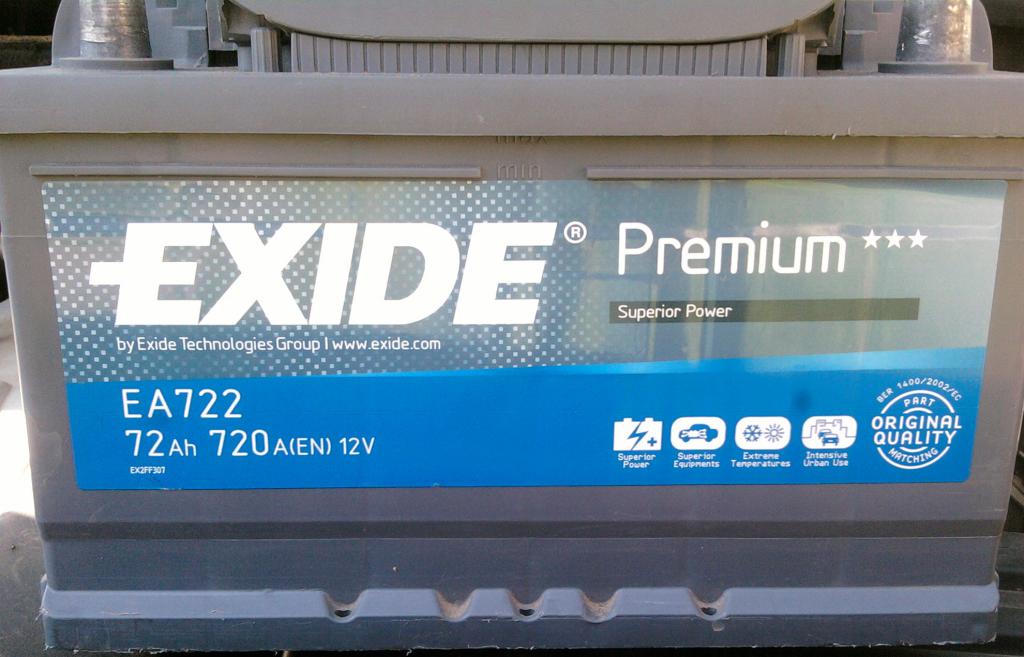 max
min
EXIDE®
Premium ★★★
Superior Power
by Exide Technologies Group | www.exide.com
EA722
72Ah 720A(EN) 12V
EX2FF307
Superior
Power
Superior
Equipments
Extreme
Temperatures
Intensive
Urban Use
BER 1400/2002/EC
PART
ORIGINAL
QUALITY
MATCHING